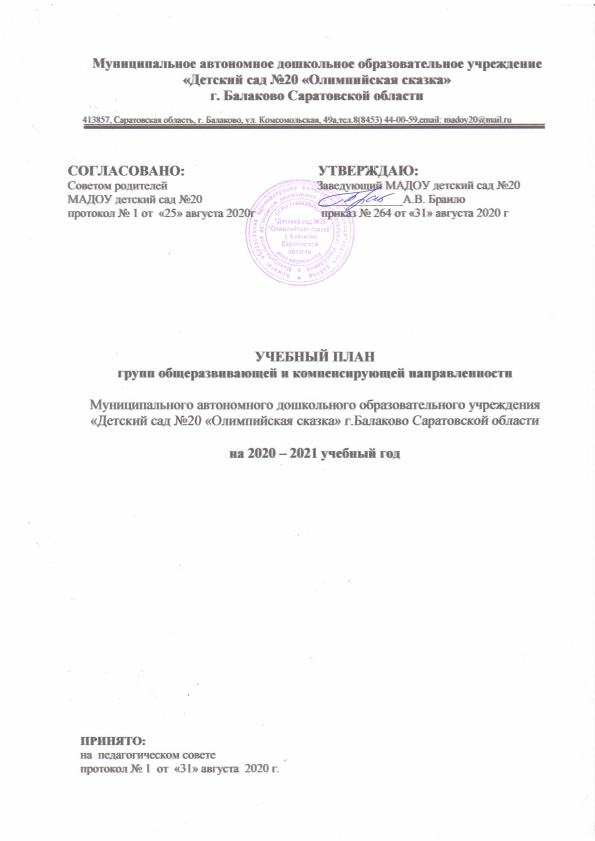 Муниципальное автономное дошкольное образовательное учреждение
«Детский сад №20 «Олимпийская сказка»
г. Балаково Саратовской области
413857, Саратовская область, г. Балаково, ул. Комсомольская, 49а,тел.8(8453) 44-00-59,email: madoy20@mail.ru
СОГЛАСОВАНО:
Советом родителей
МАДОУ детский сад №20
протокол № 1 от «25» августа 2020г
УТВЕРЖДАЮ:
Заведующий МАДОУ детский сад №20
А.В. Браило
приказ № 264 от «31» августа 2020 г
"Детский сад №20
"Олимпийская сказка"
г. Балаково
Саратовской
области
УЧЕБНЫЙ ПЛАН
групп общеразвивающей и компенсирующей направленности
Муниципального автономного дошкольного образовательного учреждения
«Детский сад №20 «Олимпийская сказка» г.Балаково Саратовской области
на 2020 – 2021 учебный год
ПРИНЯТО:
на педагогическом совете
протокол № 1 от «31» августа 2020 г.